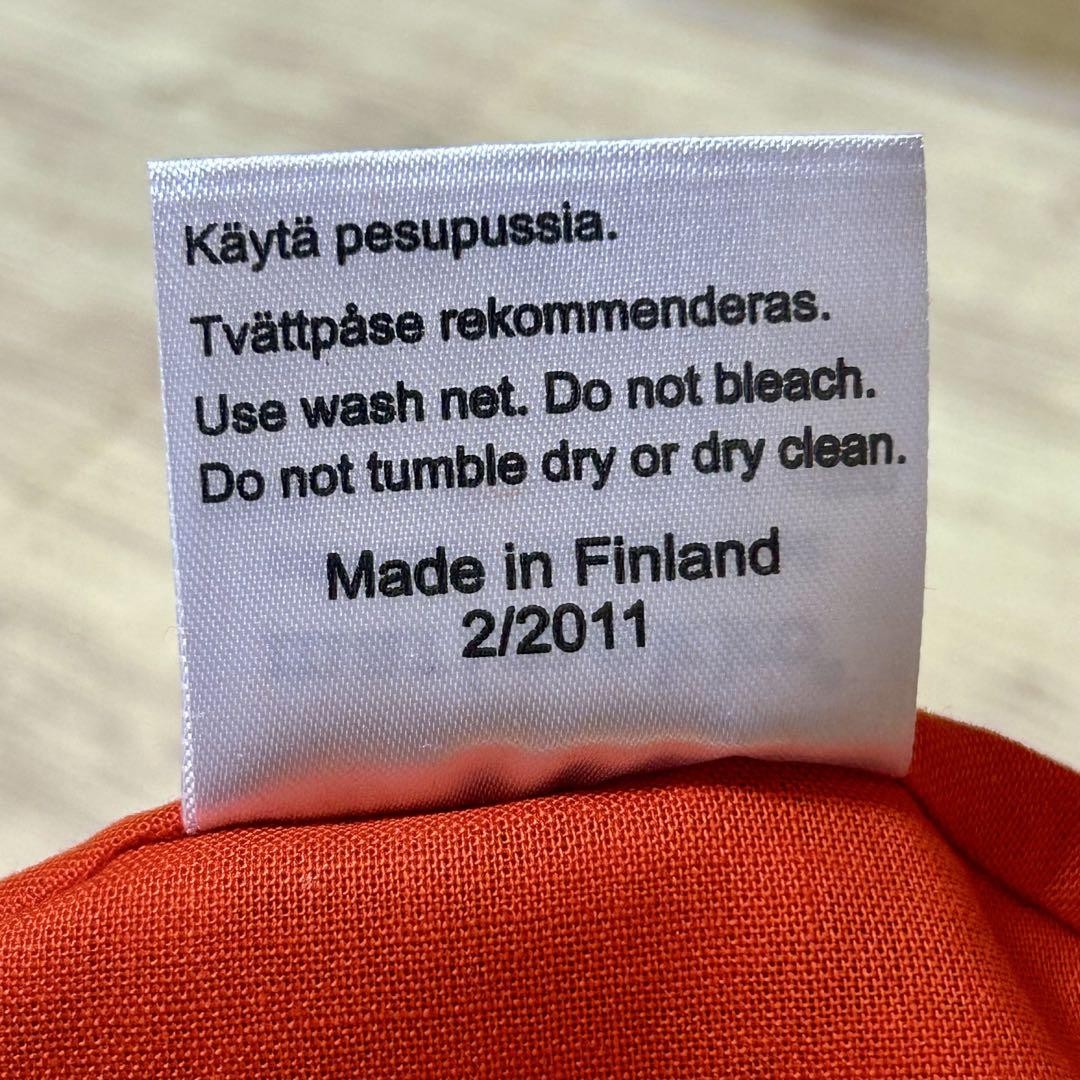 Käytä pesupussia.
Tvättpåse rekommenderas.
Use wash net. Do not bleach.
Do not tumble dry or dry clean.
Made in Finland
2/2011